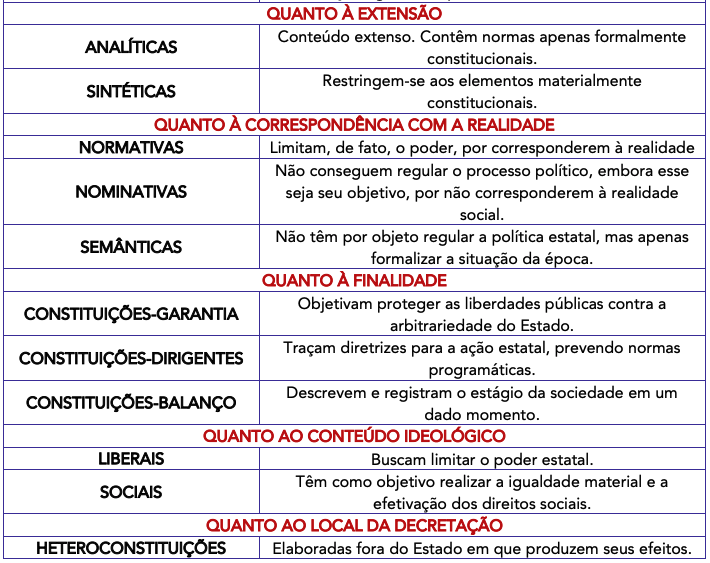 QUANTO À EXTENSÃO
ANALÍTICAS
Conteúdo extenso. Contêm normas apenas formalmente
constitucionais.
SINTÉTICAS
Restringem-se aos elementos materialmente
constitucionais.
QUANTO À CORRESPONDÊNCIA COM A REALIDADE
NORMATIVAS
Limitam, de fato, o poder, por corresponderem à realidade
NOMINATIVAS
Não conseguem regular o processo político, embora esse
seja seu objetivo, por não corresponderem à realidade
social.
SEMÂNTICAS
Não têm por objeto regular a política estatal, mas apenas
formalizar a situação da época.
QUANTO À FINALIDADE
CONSTITUIÇÕES-GARANTIA
Objetivam proteger as liberdades públicas contra a
arbitrariedade do Estado.
CONSTITUIÇÕES-DIRIGENTES
Traçam diretrizes para a ação estatal, prevendo normas
programáticas.
CONSTITUIÇÕES-BALANÇO
Descrevem e registram o estágio da sociedade em um
dado momento.
QUANTO AO CONTEÚDO IDEOLÓGICO
LIBERAIS
Buscam limitar o poder estatal.
SOCIAIS
Têm como objetivo realizar a igualdade material e a
efetivação dos direitos sociais.
QUANTO AO LOCAL DA DECRETAÇÃO
HETEROCONSTITUIÇÕES
Elaboradas fora do Estado em que produzem seus efeitos.